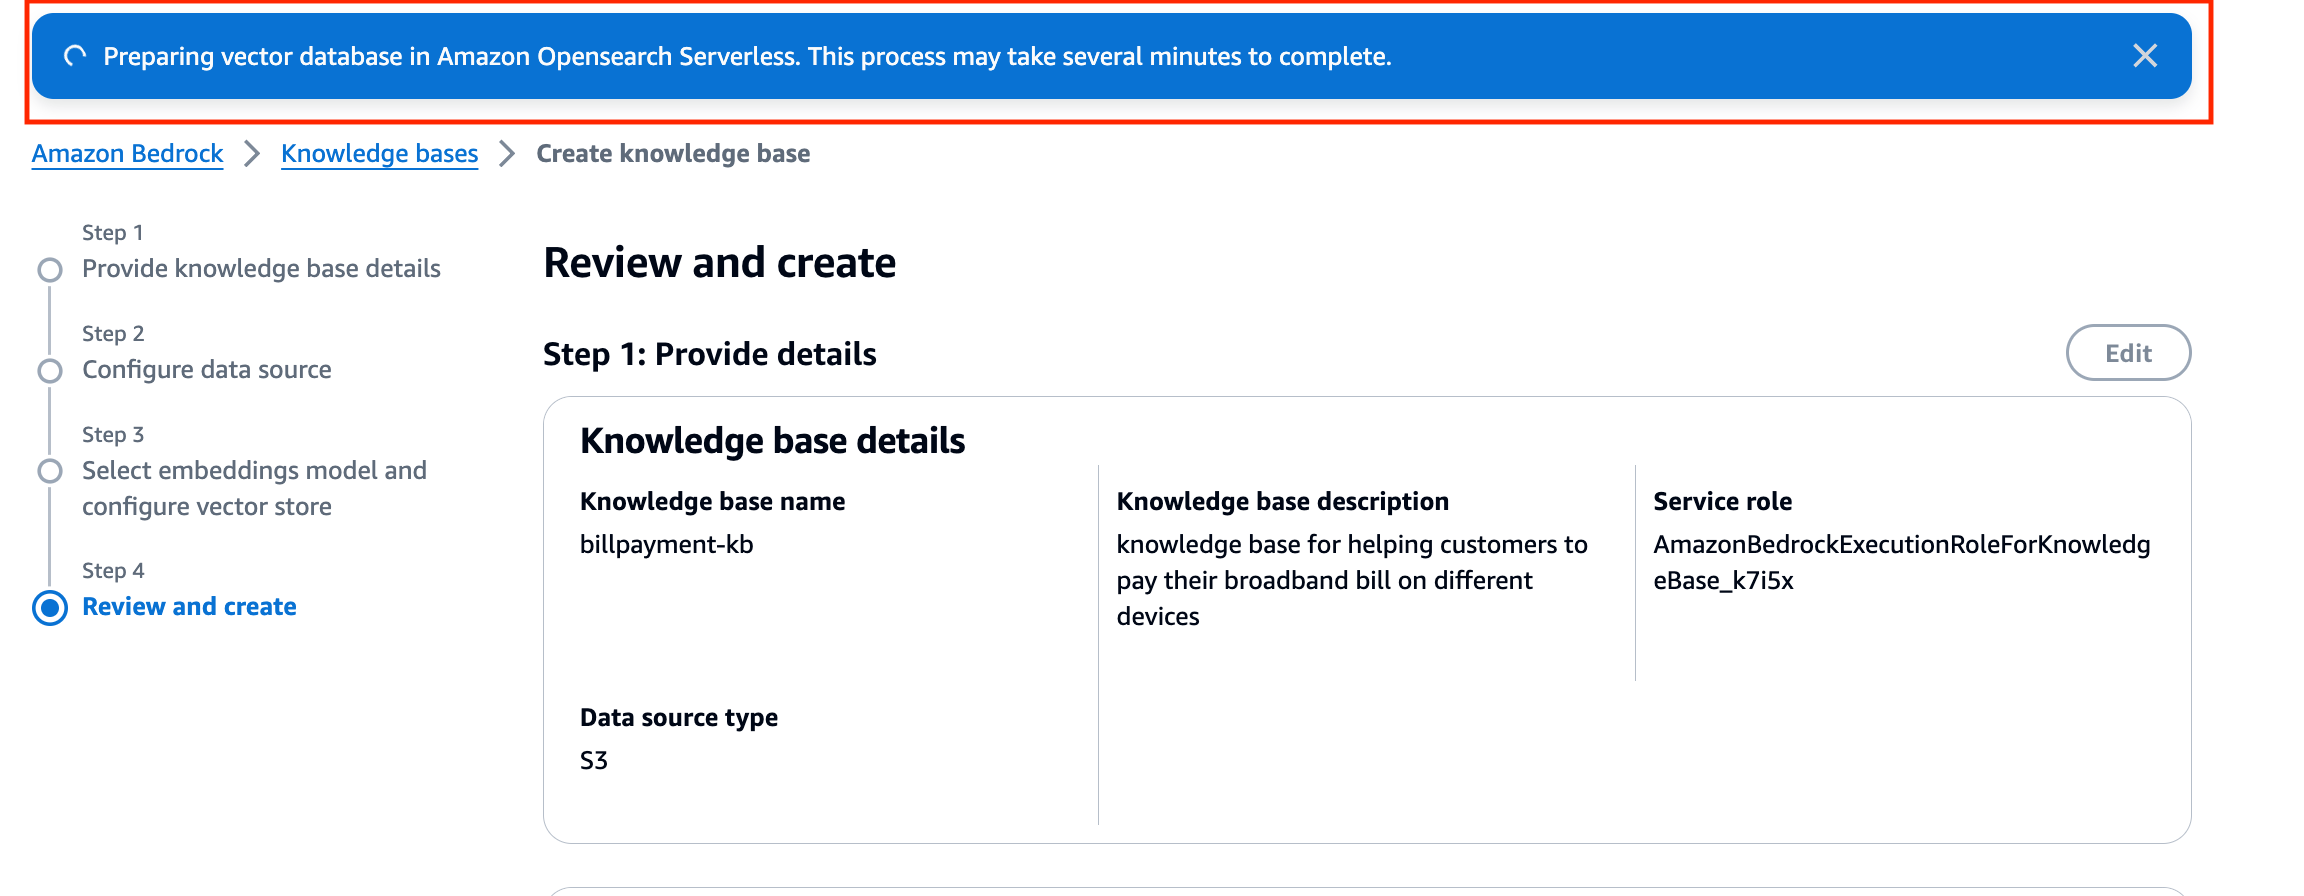 Preparing vector database in Amazon Opensearch Serverless. This process may take several minutes to complete.
Amazon Bedrock
Knowledge bases
Create knowledge base
Step 1
Provide knowledge base details
Step 2
Configure data source
Step 3
Select embeddings model and
configure vector store
Step 4
Review and create
Review and create
Step 1: Provide details
Edit
Knowledge base details
Knowledge base name
billpayment-kb
Knowledge base description
knowledge base for helping customers to
pay their broadband bill on different
devices
Service role
AmazonBedrockExecutionRoleForKnowledg
eBase_k7i5x
Data source type
S3